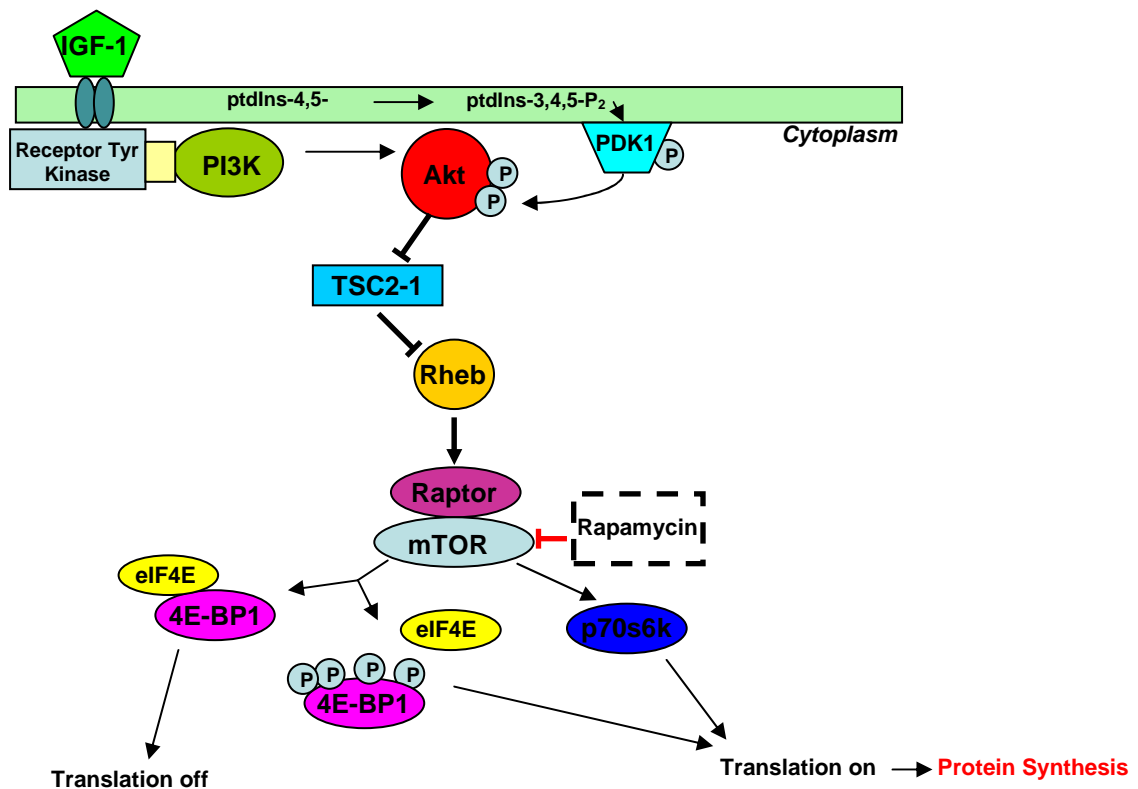 IGF-1
ptdIns-4,5-
ptdIns-3,4,5-P2
Cytoplasm
Receptor Tyr
Kinase
PI3K
Akt
P
P
PDK1
P
TSC2-1
Rheb
Raptor
mTOR
Rapamycin
eIF4E
4E-BP1
eIF4E
p70s6k
P
P
P
P
4E-BP1
Translation off
Translation on
Protein Synthesis